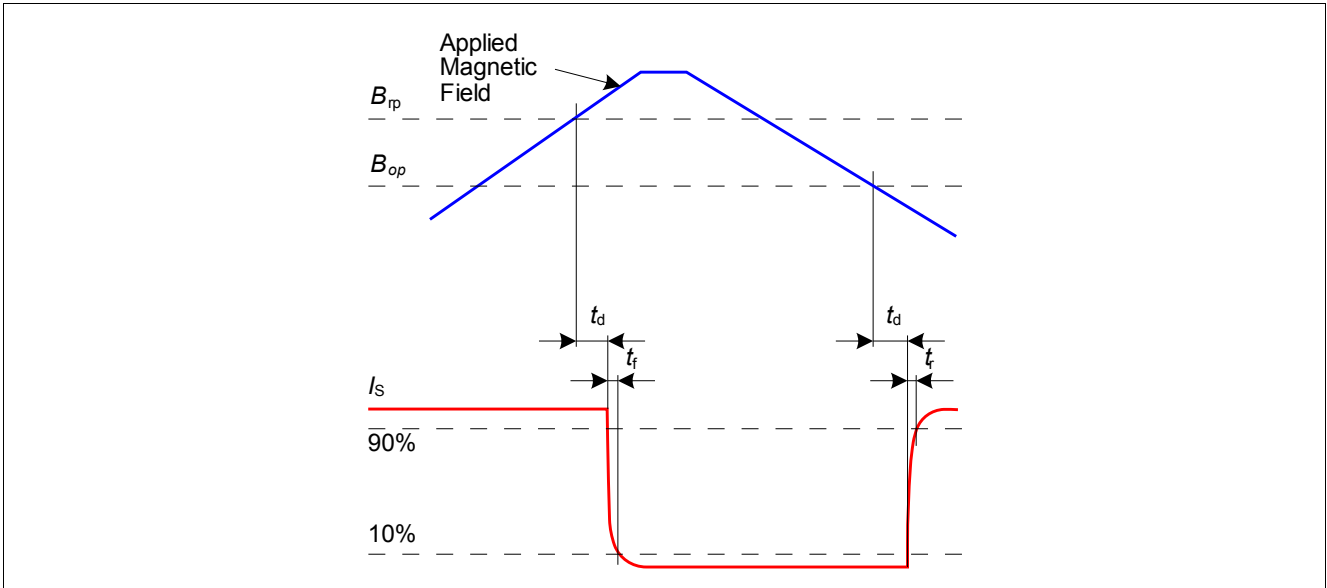 Applied
Magnetic
Field
Brp
Bop
td
td
tf
tr
IS
90%
10%